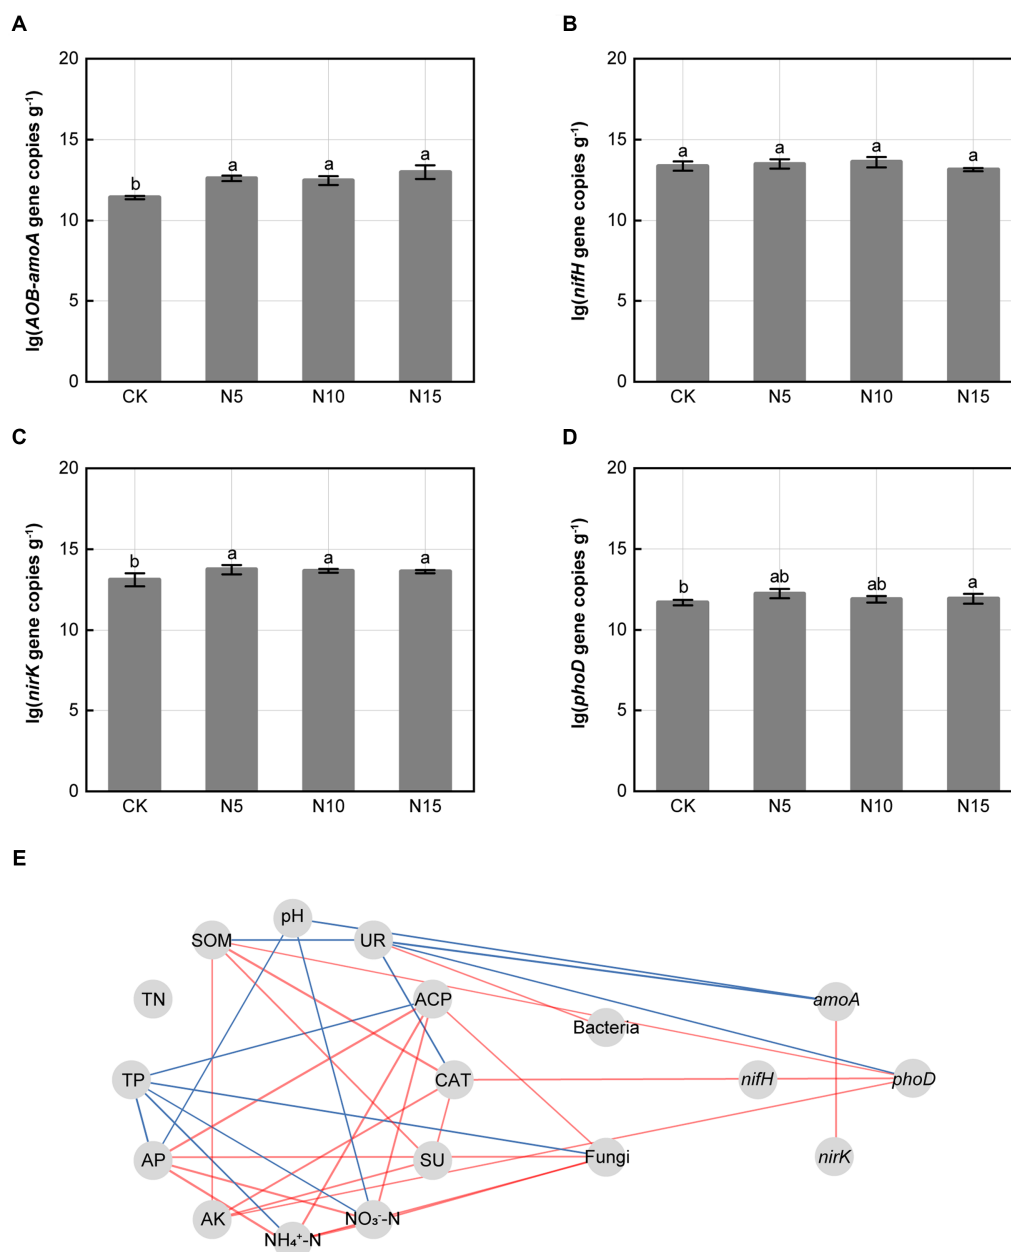 A
lg(AOB-amoA gene copies g⁻¹)
20
15
10
5
0
b
a
a
a
CK N5 N10 N15
B
lg(nifH gene copies g⁻¹)
20
15
10
5
0
a
a
a
a
CK N5 N10 N15
C
lg(nirK gene copies g⁻¹)
20
15
10
5
0
b
a
a
a
CK N5 N10 N15
D
lg(phoD gene copies g⁻¹)
20
15
10
5
0
b
ab
ab
a
CK N5 N10 N15
E
pH
SOM
UR
TN
ACP
amoA
Bacteria
TP
CAT
nifH
phoD
AP
SU
Fungi
nirK
AK
NO₃⁻-N
NH₄⁺-N